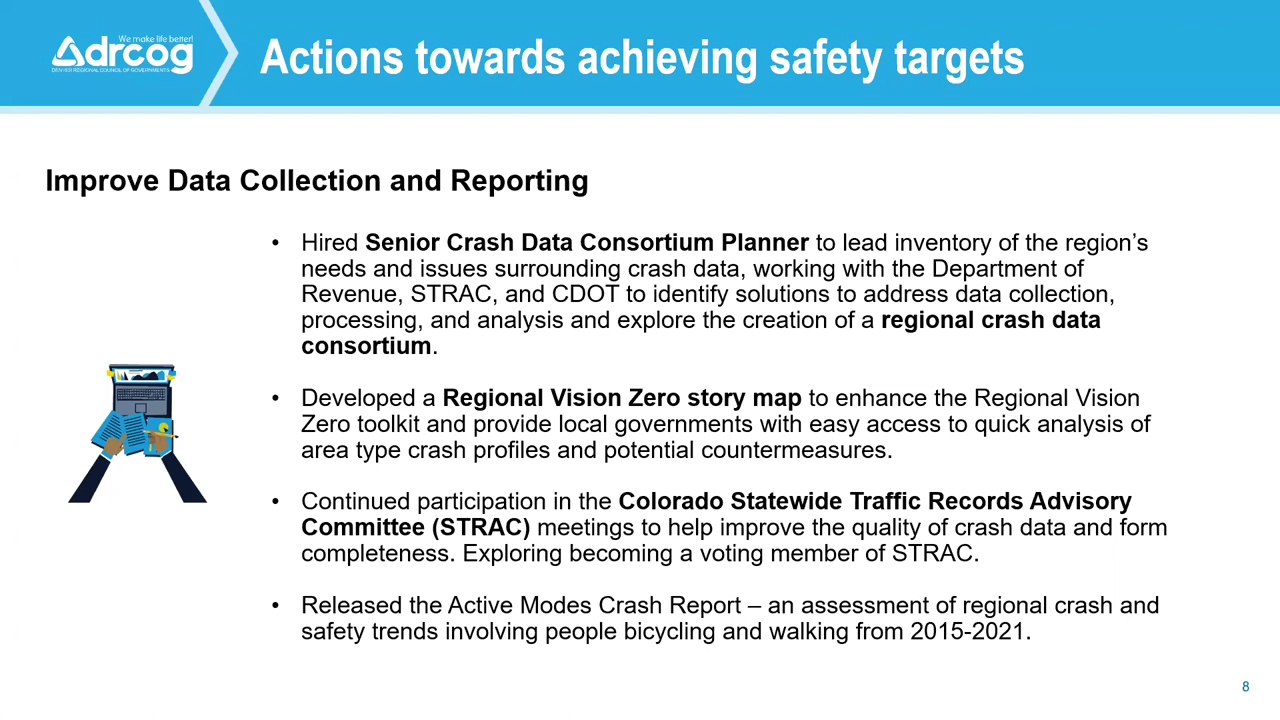 We make life better!
drcog
DENVER REGIONAL COUNCIL OF GOVERNMENTS
Actions towards achieving safety targets
Improve Data Collection and Reporting
• Hired Senior Crash Data Consortium Planner to lead inventory of the region’s
needs and issues surrounding crash data, working with the Department of
Revenue, STRAC, and CDOT to identify solutions to address data collection,
processing, and analysis and explore the creation of a regional crash data
consortium.
• Developed a Regional Vision Zero story map to enhance the Regional Vision
Zero toolkit and provide local governments with easy access to quick analysis of
area type crash profiles and potential countermeasures.
• Continued participation in the Colorado Statewide Traffic Records Advisory
Committee (STRAC) meetings to help improve the quality of crash data and form
completeness. Exploring becoming a voting member of STRAC.
• Released the Active Modes Crash Report – an assessment of regional crash and
safety trends involving people bicycling and walking from 2015-2021.
8